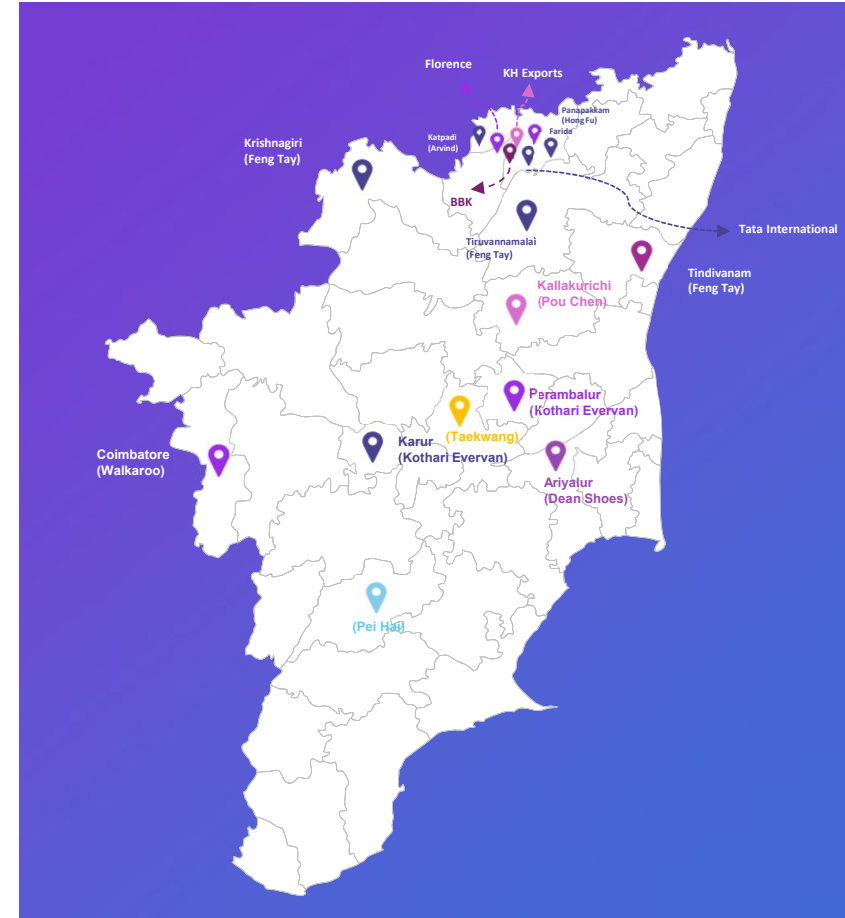 Florence
KH Exports
Panapakkam
(Hong Fu)
Farida
Katpadi
(Arvind)
Krishnagiri
(Feng Tay)
BBK
Tata International
Tiruvannamalai
(Feng Tay)
Tindivanam
(Feng Tay)
Kallakurichi
(Pou Chen)
Perambalur
(Kothari Evervan)
(Taekwang)
Karur
(Kothari Evervan)
Coimbatore
(Walkaroo)
Ariyalur
(Dean Shoes)
(Pei Hai)